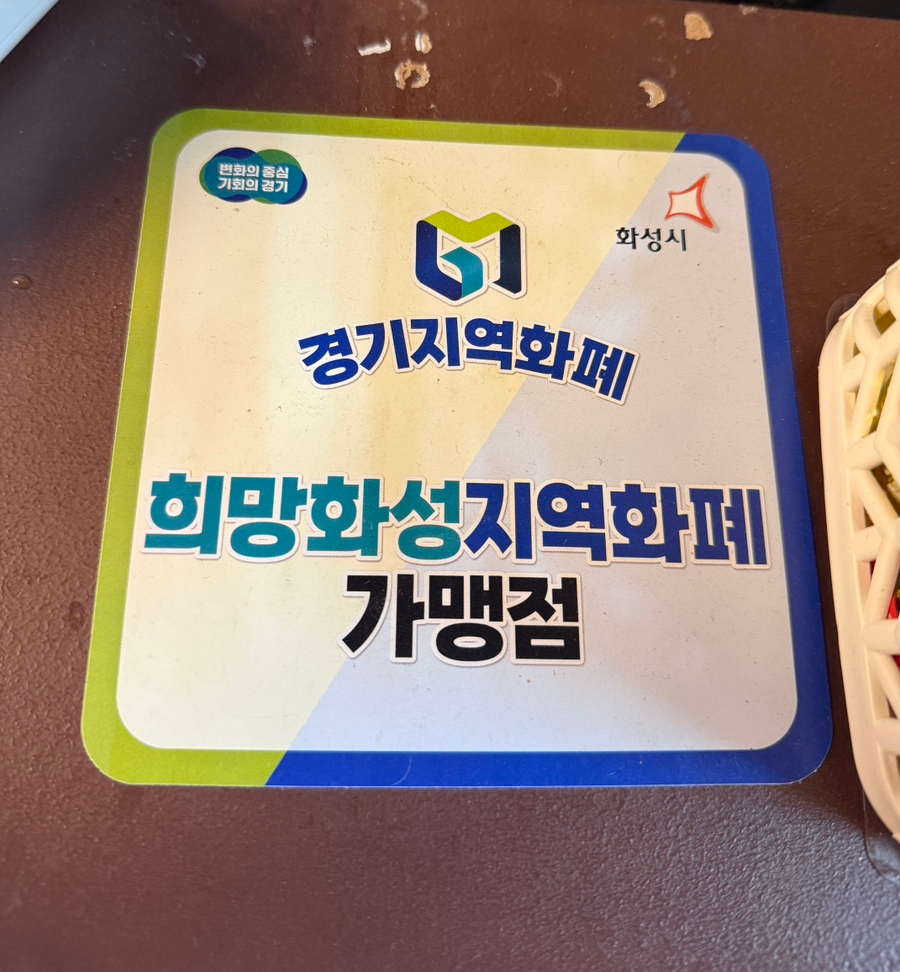 변화의 중심
기회의 경기
화성시
경기지역화폐
희망화성지역화폐
가맹점